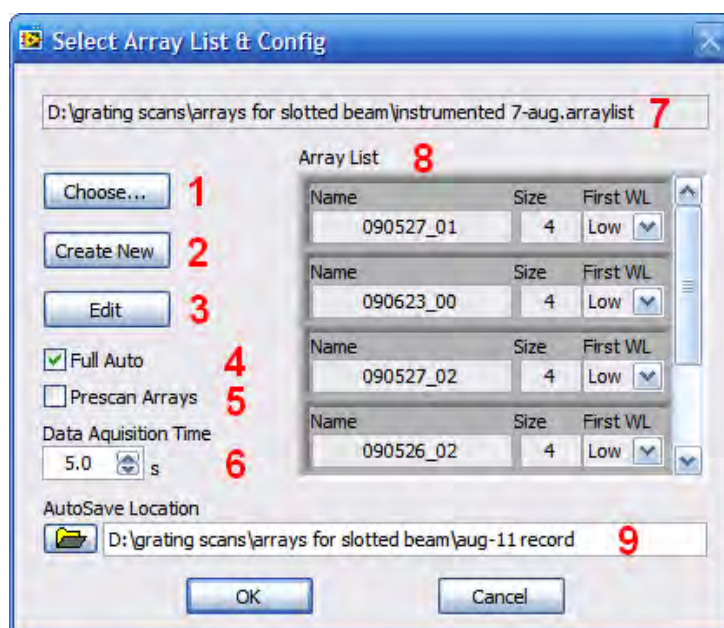 Select Array List & Config
D:\grating scans\arrays for slotted beam\instrumented 7-aug.arraylist 7
Array List 8
Choose... 1
Create New 2
Edit 3
Full Auto 4
Prescan Arrays 5
Data Aquisition Time
5.0 s 6
Name Size First WL
090527_01 4 Low
Name Size First WL
090623_00 4 Low
Name Size First WL
090527_02 4 Low
Name Size First WL
090526_02 4 Low
AutoSave Location
D:\grating scans\arrays for slotted beam\aug-11 record 9
OK Cancel